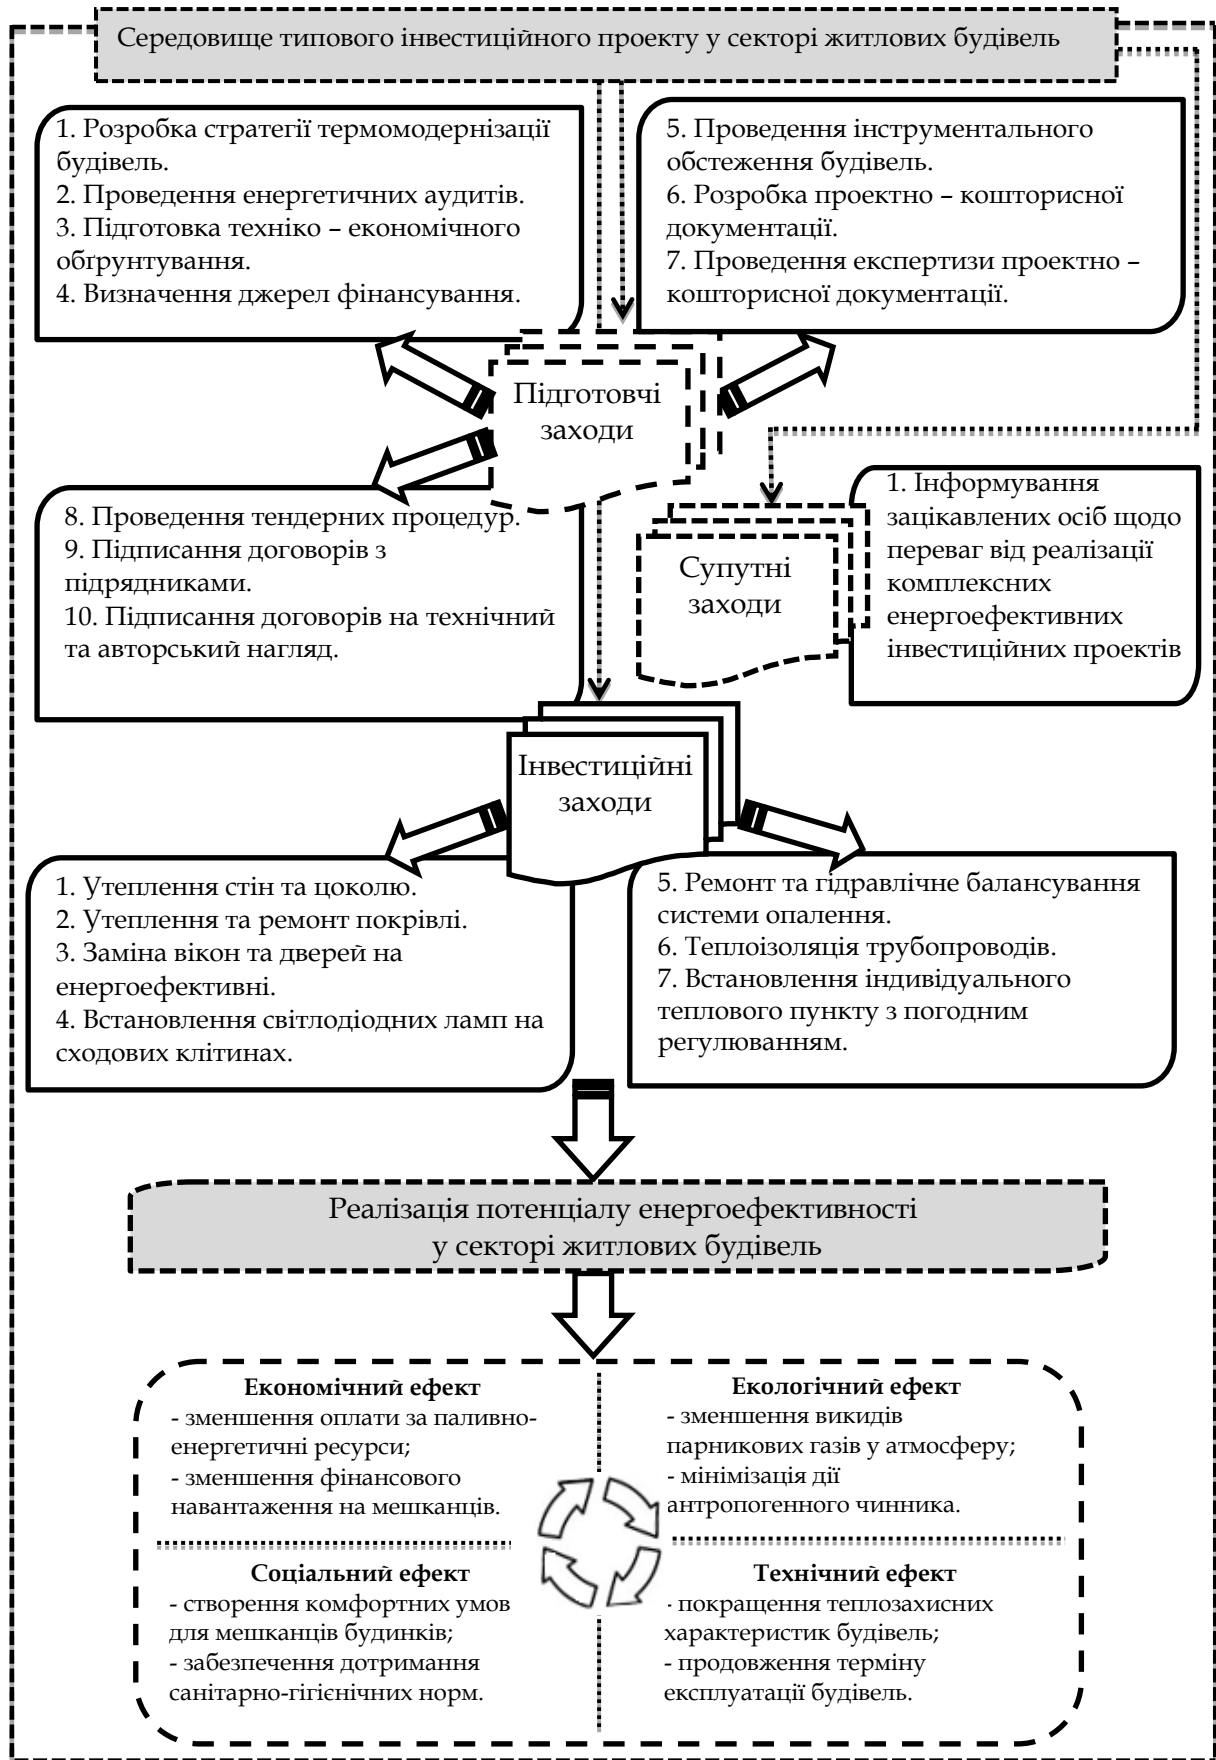 Середовище типового інвестиційного проекту у секторі житлових будівель
1. Розробка стратегії термомодернізації
будівель.
2. Проведення енергетичних аудитів.
3. Підготовка техніко – економічного
обґрунтування.
4. Визначення джерел фінансування.
5. Проведення інструментального
обстеження будівель.
6. Розробка проектно – кошторисної
документації.
7. Проведення експертизи проектно –
кошторисної документації.
Підготовчі
заходи
8. Проведення тендерних процедур.
9. Підписання договорів з
підрядниками.
10. Підписання договорів на технічний
та авторський нагляд.
Супутні
заходи
1. Інформування
зацікавлених осіб щодо
переваг від реалізації
комплексних
енергоефективних
інвестиційних проектів
Інвестиційні
заходи
1. Утеплення стін та цоколю.
2. Утеплення та ремонт покрівлі.
3. Заміна вікон та дверей на
енергоефективні.
4. Встановлення світлодіодних ламп на
сходових клітинах.
5. Ремонт та гідравлічне балансування
системи опалення.
6. Теплоізоляція трубопроводів.
7. Встановлення індивідуального
теплового пункту з погодним
регулюванням.
Реалізація потенціалу енергоефективності
у секторі житлових будівель
Економічний ефект
- зменшення оплати за паливно-
енергетичні ресурси;
- зменшення фінансового
навантаження на мешканців.
Екологічний ефект
- зменшення викидів
парникових газів у атмосферу;
- мінімізація дії
антропогенного чинника.
Соціальний ефект
- створення комфортних умов
для мешканців будинків;
- забезпечення дотримання
санітарно-гігієнічних норм.
Технічний ефект
- покращення теплозахисних
характеристик будівель;
- продовження терміну
експлуатації будівель.